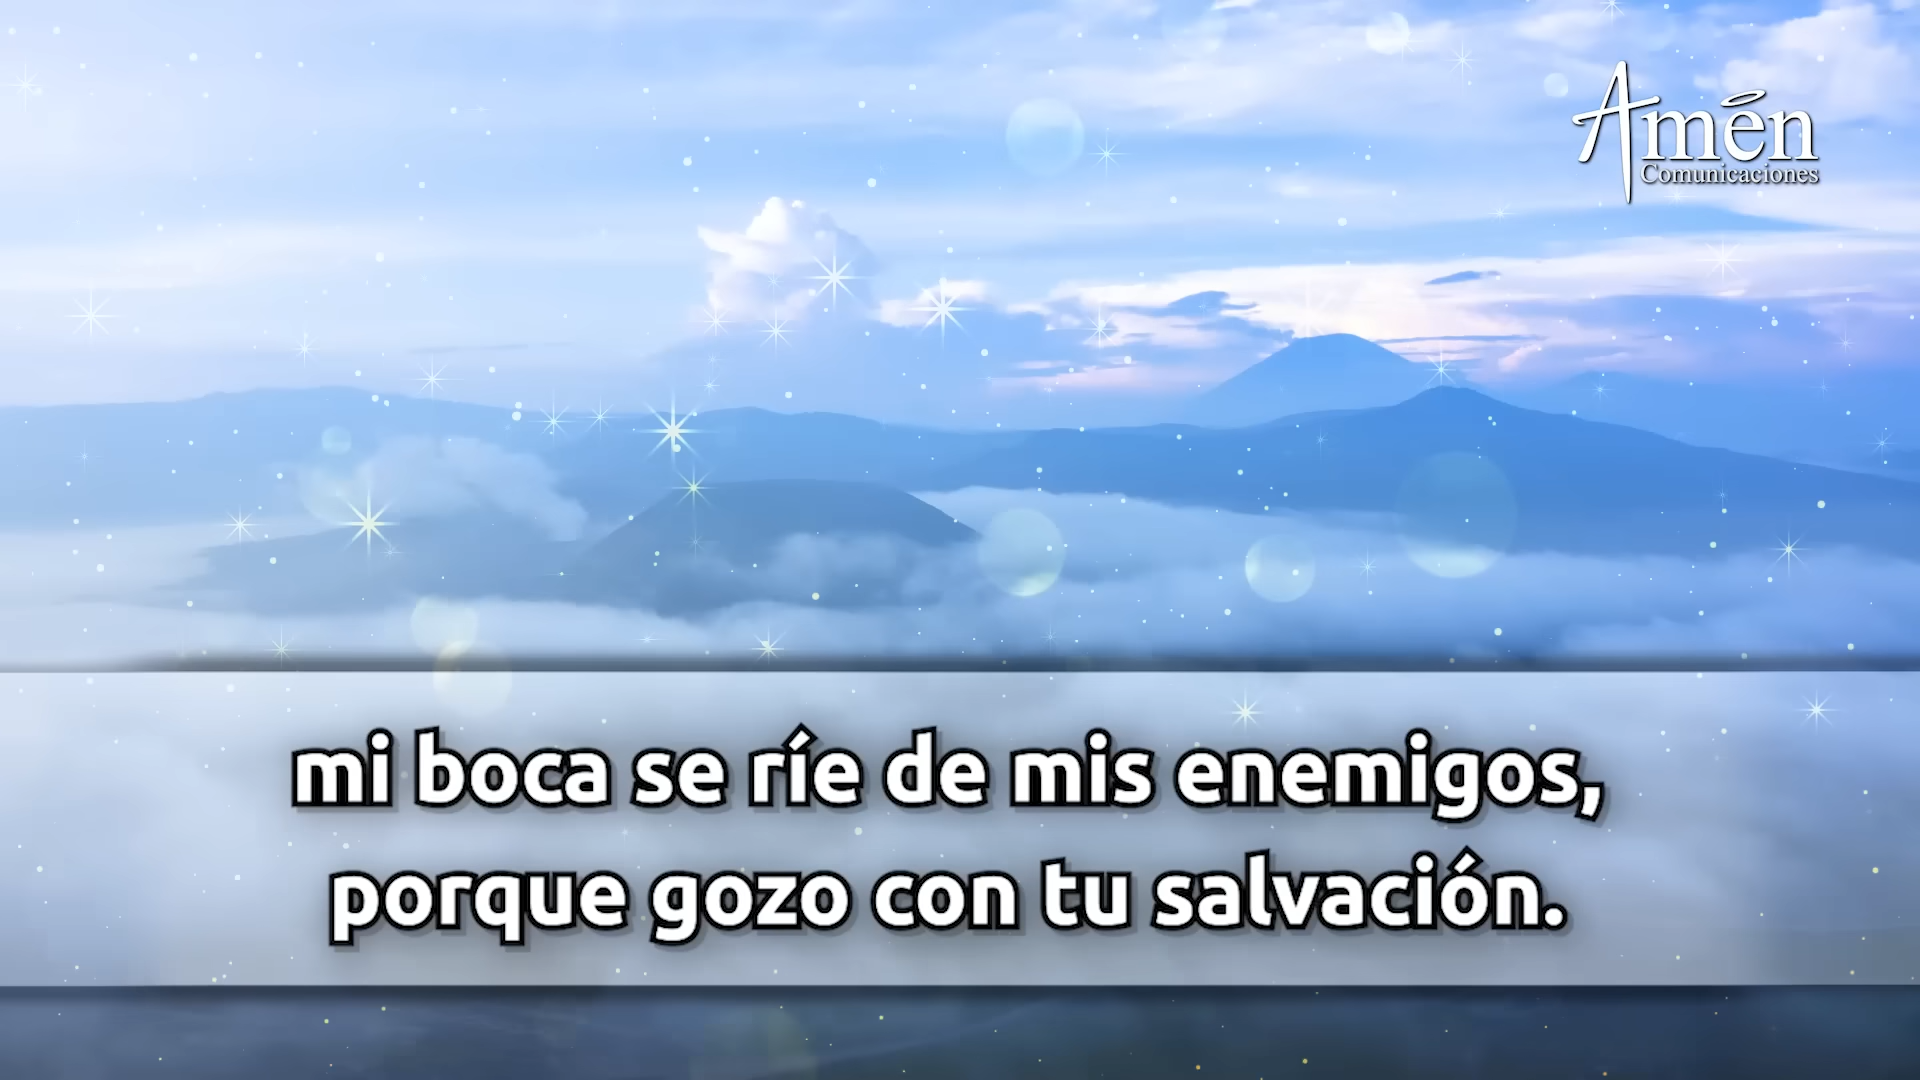 Amén
Comunicaciones
mi boca se ríe de mis enemigos,
porque gozo con tu salvación.